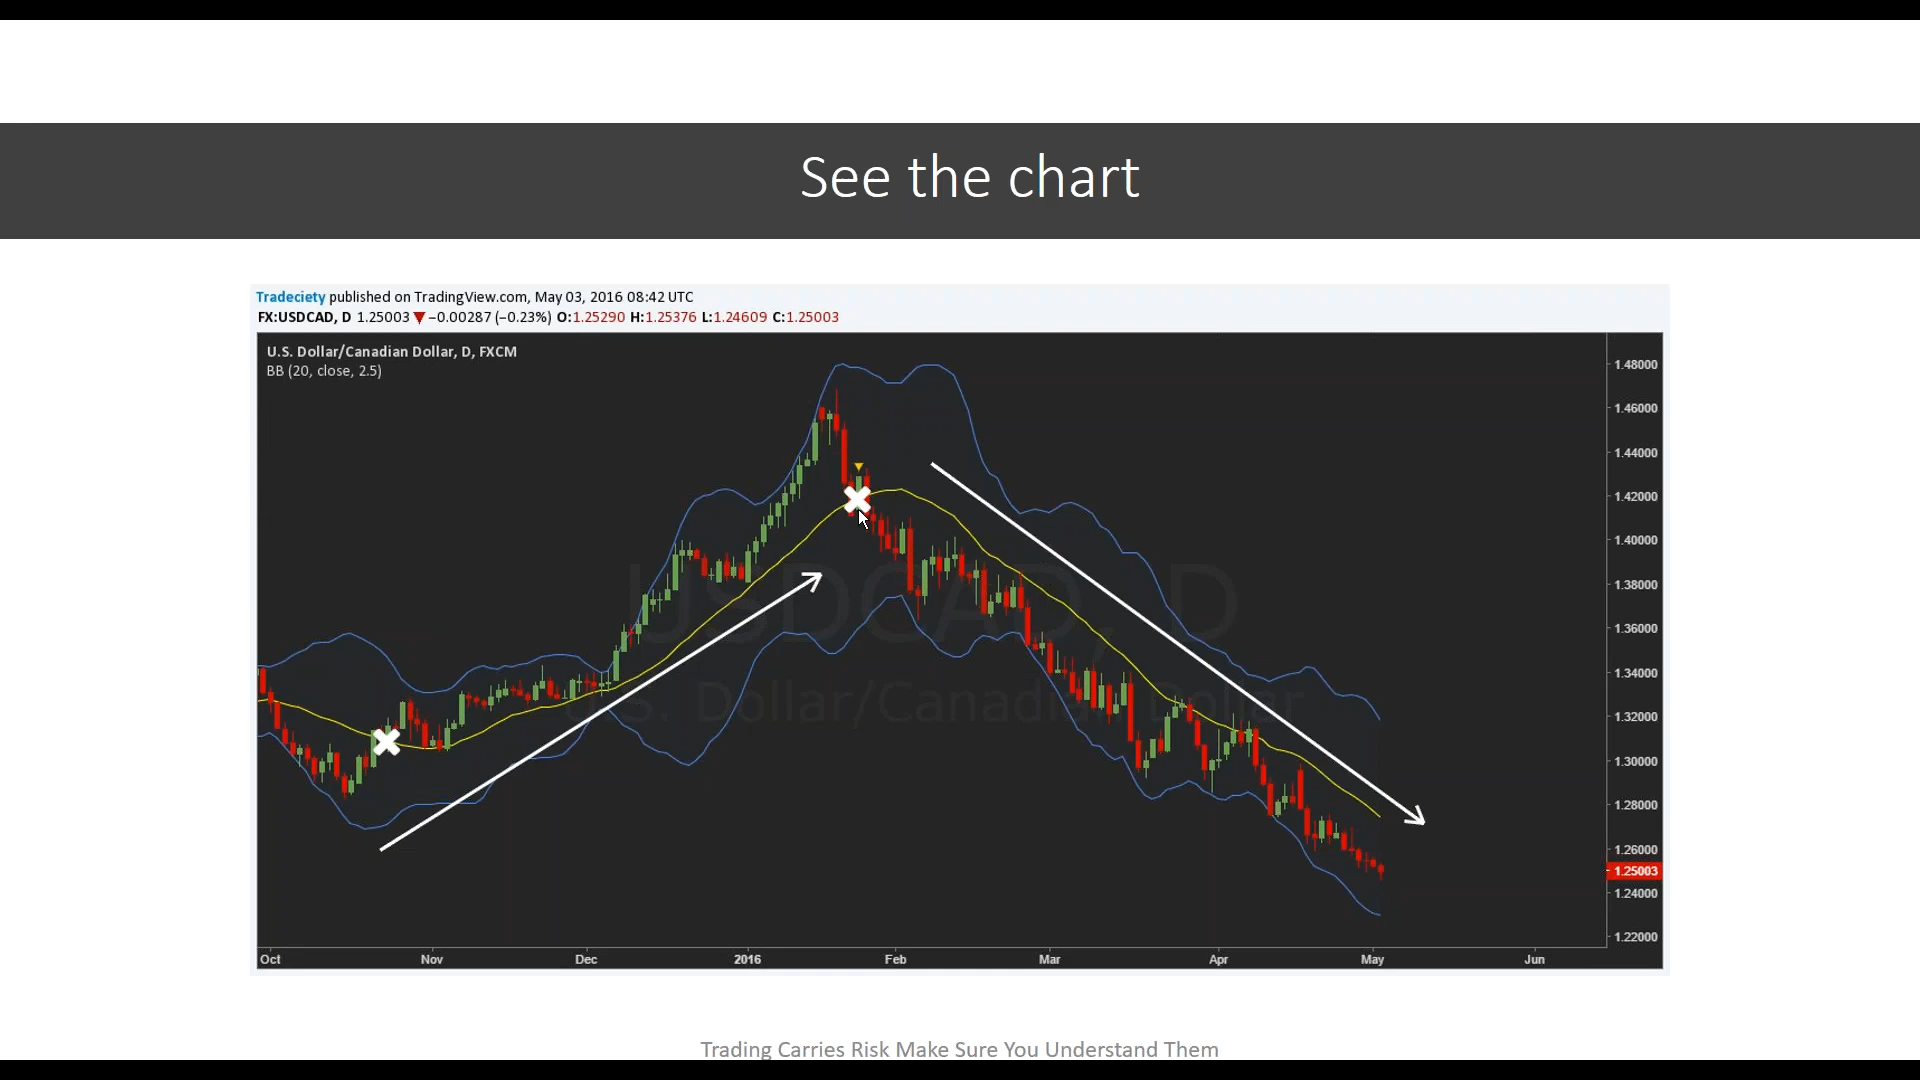 See the chart
Tradeciety published on TradingView.com, May 03, 2016 08:42 UTC
FX:USDCAD, D 1.25003 ▼ −0.00287 (−0.23%) O:1.25290 H:1.25376 L:1.24609 C:1.25003
U.S. Dollar/Canadian Dollar, D, FXCM
BB (20, close, 2.5)
1.48000
1.46000
1.44000
1.42000
1.40000
1.38000
USDCAD, D
1.36000
1.34000
U.S. Dollar/Canadian Dollar
1.32000
1.30000
1.28000
1.26000
1.25003
1.24000
1.22000
Oct Nov Dec 2016 Feb Mar Apr May Jun
Trading Carries Risk Make Sure You Understand Them